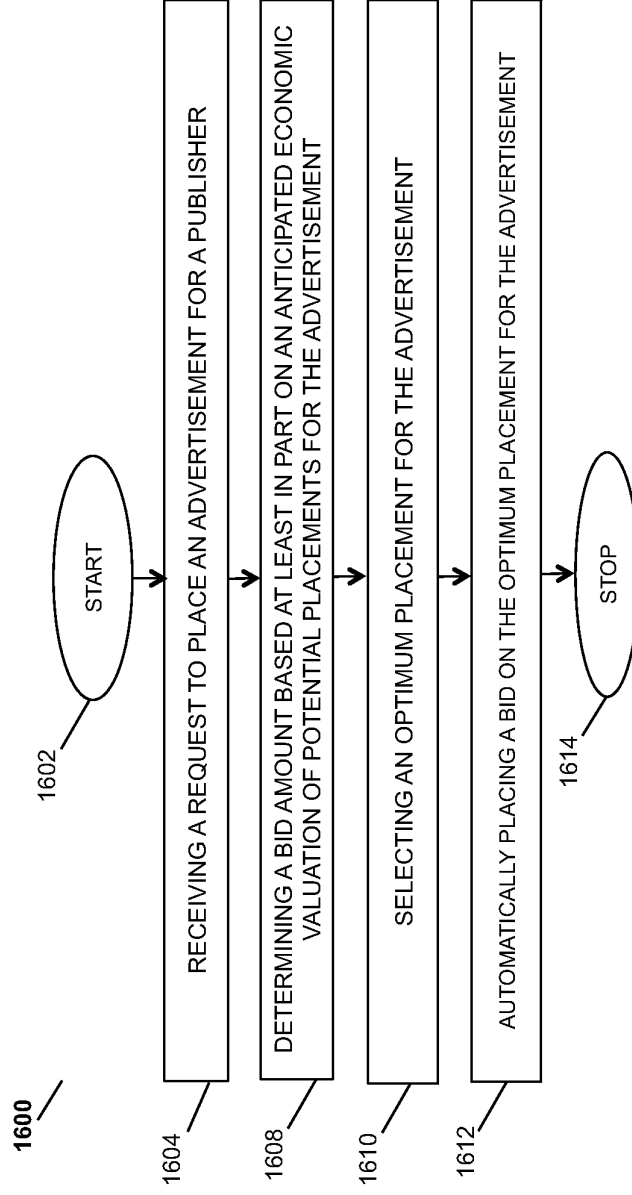 1600
START
1602
RECEIVING A REQUEST TO PLACE AN ADVERTISEMENT FOR A PUBLISHER
1604
DETERMINING A BID AMOUNT BASED AT LEAST IN PART ON AN ANTICIPATED ECONOMIC
VALUATION OF POTENTIAL PLACEMENTS FOR THE ADVERTISEMENT
1608
SELECTING AN OPTIMUM PLACEMENT FOR THE ADVERTISEMENT
1610
AUTOMATICALLY PLACING A BID ON THE OPTIMUM PLACEMENT FOR THE ADVERTISEMENT
1612
STOP
1614